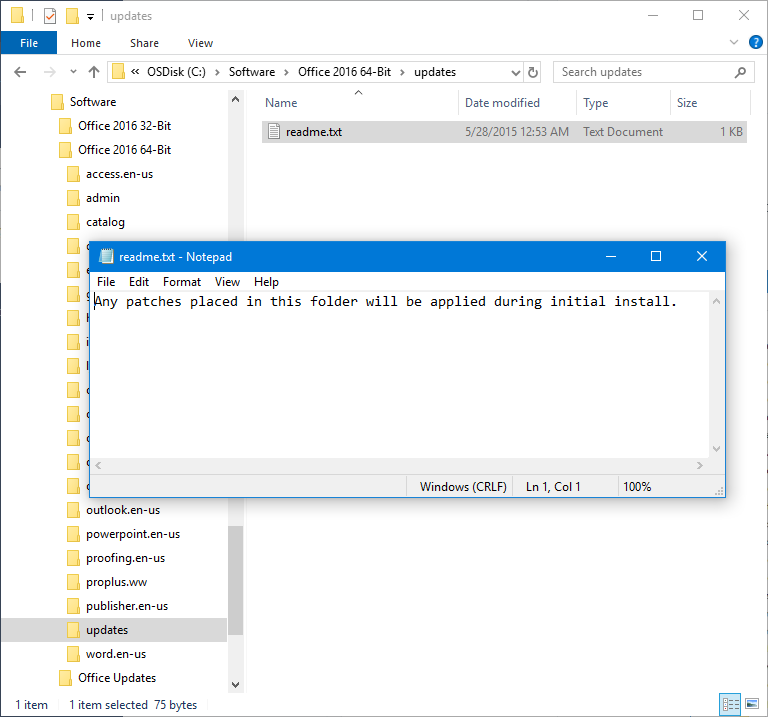 updates
File Home Share View
« OSDisk (C:) › Software › Office 2016 64-Bit › updates
Search updates
Software
Office 2016 32-Bit
Office 2016 64-Bit
access.en-us
admin
catalog
outlook.en-us
powerpoint.en-us
proofing.en-us
proplus.ww
publisher.en-us
updates
word.en-us
Office Updates
Name Date modified Type Size
readme.txt 5/28/2015 12:53 AM Text Document 1 KB
readme.txt - Notepad
File Edit Format View Help
Any patches placed in this folder will be applied during initial install.
Windows (CRLF) Ln 1, Col 1 100%
1 item 1 item selected 75 bytes